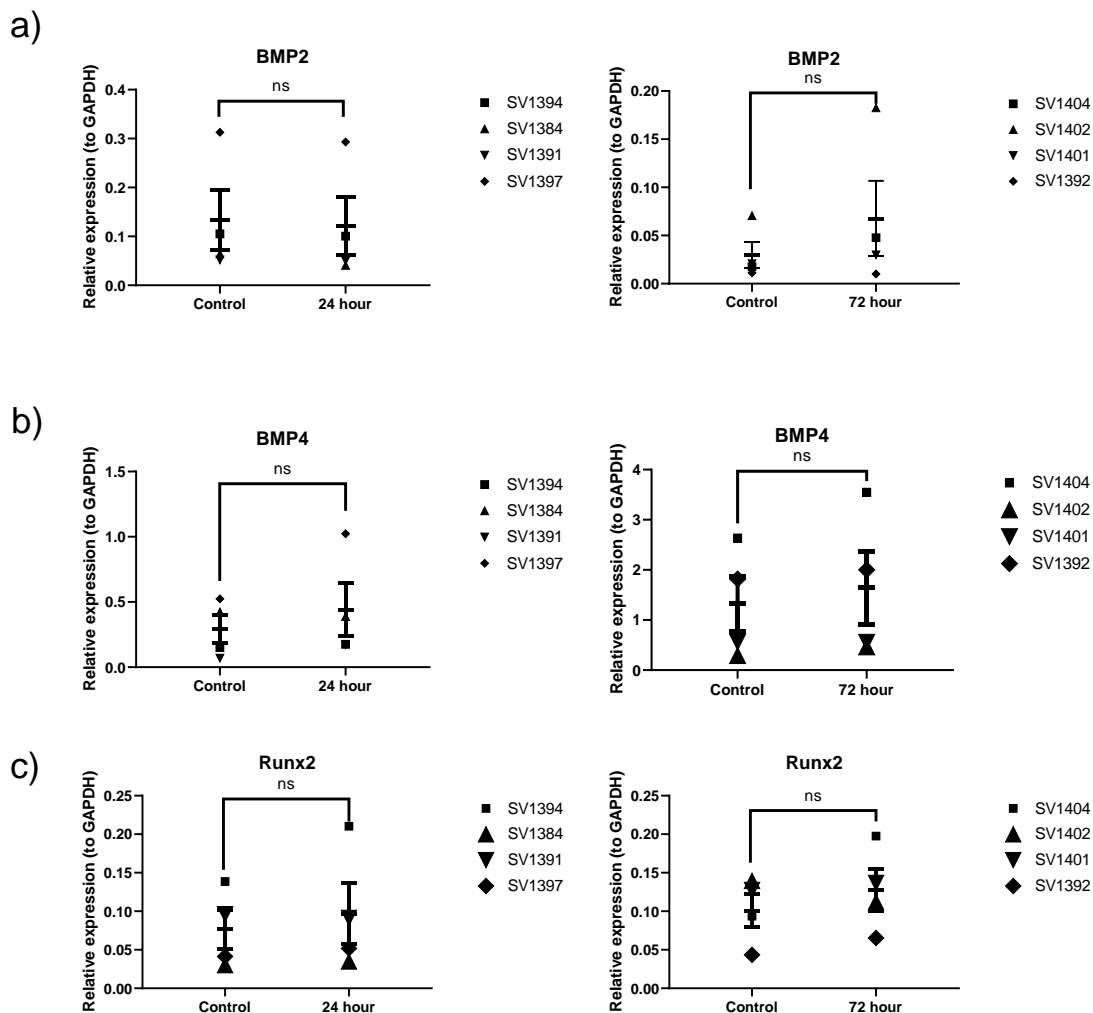 a)
BMP2
Relative expression (to GAPDH)
0.4
0.3
0.2
0.1
0.0
ns
Control
24 hour
SV1394
SV1384
SV1391
SV1397
BMP2
Relative expression (to GAPDH)
0.20
0.15
0.10
0.05
0.00
ns
Control
72 hour
SV1404
SV1402
SV1401
SV1392
b)
BMP4
Relative expression (to GAPDH)
1.5
1.0
0.5
0.0
ns
Control
24 hour
SV1394
SV1384
SV1391
SV1397
BMP4
Relative expression (to GAPDH)
4
3
2
1
0
ns
Control
72 hour
SV1404
SV1402
SV1401
SV1392
c)
Runx2
Relative expression (to GAPDH)
0.25
0.20
0.15
0.10
0.05
0.00
ns
Control
24 hour
SV1394
SV1384
SV1391
SV1397
Runx2
Relative expression (to GAPDH)
0.25
0.20
0.15
0.10
0.05
0.00
ns
Control
72 hour
SV1404
SV1402
SV1401
SV1392